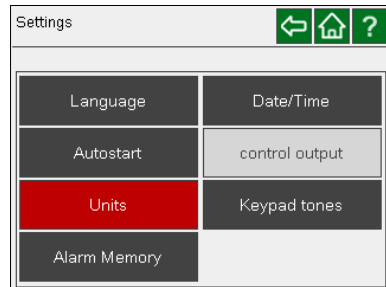 Settings
?
Language
Date/Time
Autostart
control output
Units
Keypad tones
Alarm Memory